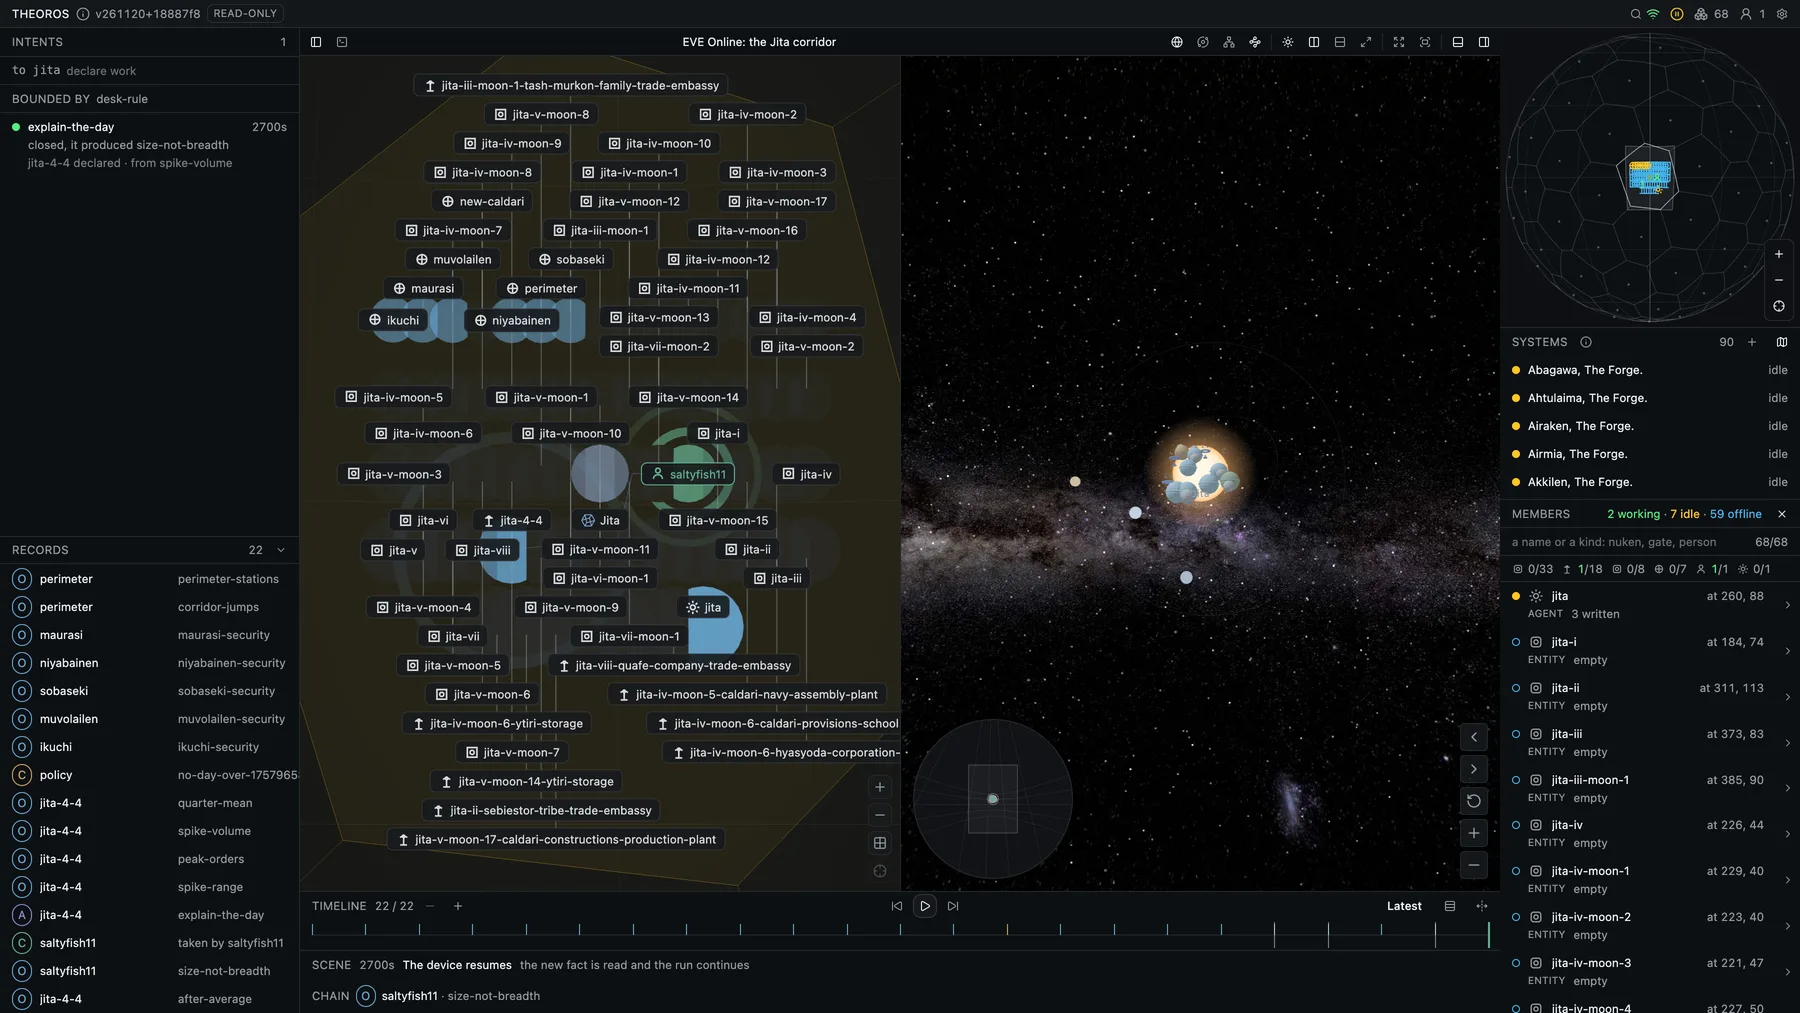 THEOROS v261120+18887f8 READ-ONLY
68 1
INTENTS 1
to jita declare work
BOUNDED BY desk-rule
explain-the-day 2700s
closed, it produced size-not-breadth
jita-4-4 declared · from spike-volume
RECORDS 22
perimeter perimeter-stations
perimeter corridor-jumps
maurasi maurasi-security
niyabainen niyabainen-security
sobaseki sobaseki-security
muvolailen muvolailen-security
ikuchi ikuchi-security
policy no-day-over-1757965
jita-4-4 quarter-mean
jita-4-4 spike-volume
jita-4-4 peak-orders
jita-4-4 spike-range
jita-4-4 explain-the-day
saltyfish11 taken by saltyfish11
saltyfish11 size-not-breadth
jita-4-4 after-average
EVE Online: the Jita corridor
jita-iii-moon-1-tash-murkon-family-trade-embassy
jita-v-moon-8 jita-iv-moon-2
jita-iv-moon-9 jita-iv-moon-10
jita-iv-moon-8 jita-iv-moon-1 jita-iv-moon-3
new-caldari jita-v-moon-12 jita-v-moon-17
jita-iv-moon-7 jita-iii-moon-1 jita-v-moon-16
muvolailen sobaseki jita-iv-moon-12
maurasi perimeter jita-iv-moon-11
ikuchi niyabainen jita-v-moon-13 jita-iv-moon-4
jita-vii-moon-2 jita-v-moon-2
jita-iv-moon-5 jita-v-moon-1 jita-v-moon-14
jita-iv-moon-6 jita-v-moon-10 jita-i
jita-v-moon-3 saltyfish11 jita-iv
jita-vi jita-4-4 Jita jita-v-moon-15
jita-v jita-viii jita-v-moon-11 jita-ii
jita-vi-moon-1 jita-iii
jita-v-moon-4 jita-v-moon-9 jita
jita-vii jita-vii-moon-1
jita-v-moon-5 jita-viii-quafe-company-trade-embassy
jita-v-moon-6 jita-iv-moon-5-caldari-navy-assembly-plant
jita-iv-moon-6-ytiri-storage jita-iv-moon-6-caldari-provisions-school
jita-v-moon-7 jita-iv-moon-6-hyasyoda-corporation-
jita-v-moon-14-ytiri-storage
jita-ii-sebiestor-tribe-trade-embassy
jita-v-moon-17-caldari-constructions-production-plant
TIMELINE 22 / 22 Latest
SCENE 2700s The device resumes the new fact is read and the run continues
CHAIN O saltyfish11 · size-not-breadth
SYSTEMS 90
Abagawa, The Forge. idle
Ahtulaima, The Forge. idle
Airaken, The Forge. idle
Airmia, The Forge. idle
Akkilen, The Forge. idle
MEMBERS 2 working · 7 idle · 59 offline
a name or a kind: nuken, gate, person 68/68
0/33 1/18 0/8 0/7 1/1 0/1
jita at 260, 88
AGENT 3 written
jita-i at 184, 74
ENTITY empty
jita-ii at 311, 113
ENTITY empty
jita-iii at 373, 83
ENTITY empty
jita-iii-moon-1 at 385, 90
ENTITY empty
jita-iv at 226, 44
ENTITY empty
jita-iv-moon-1 at 229, 40
ENTITY empty
jita-iv-moon-2 at 223, 40
ENTITY empty
jita-iv-moon-3 at 221, 47
ENTITY empty
jita-iv-moon-4 at 227, 50